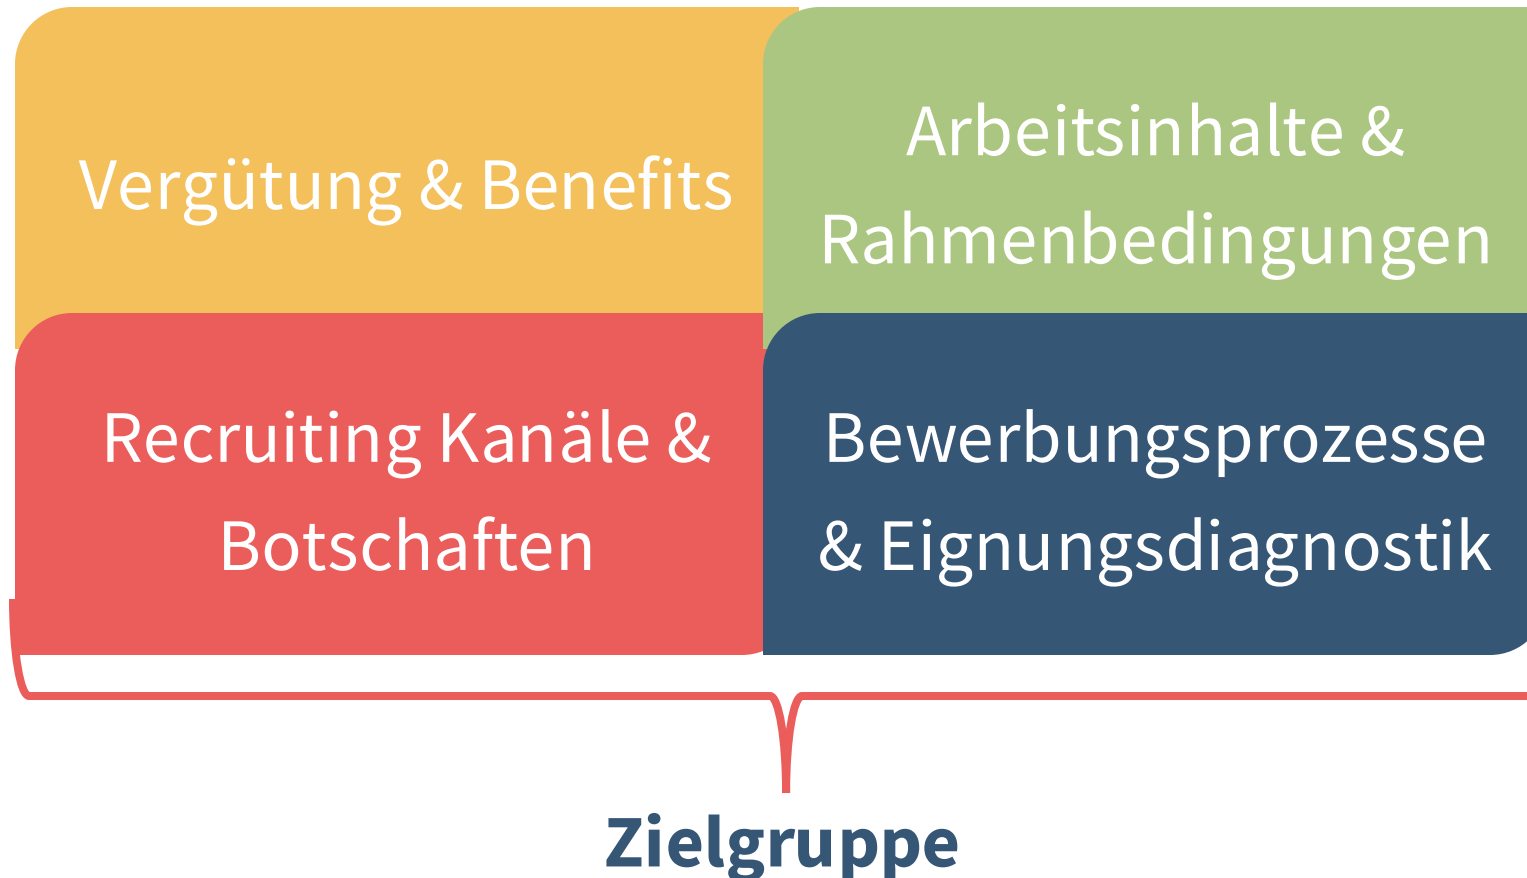 Vergütung & Benefits
Arbeitsinhalte &
Rahmenbedingungen
Recruiting Kanäle &
Botschaften
Bewerbungsprozesse
& Eignungsdiagnostik
Zielgruppe